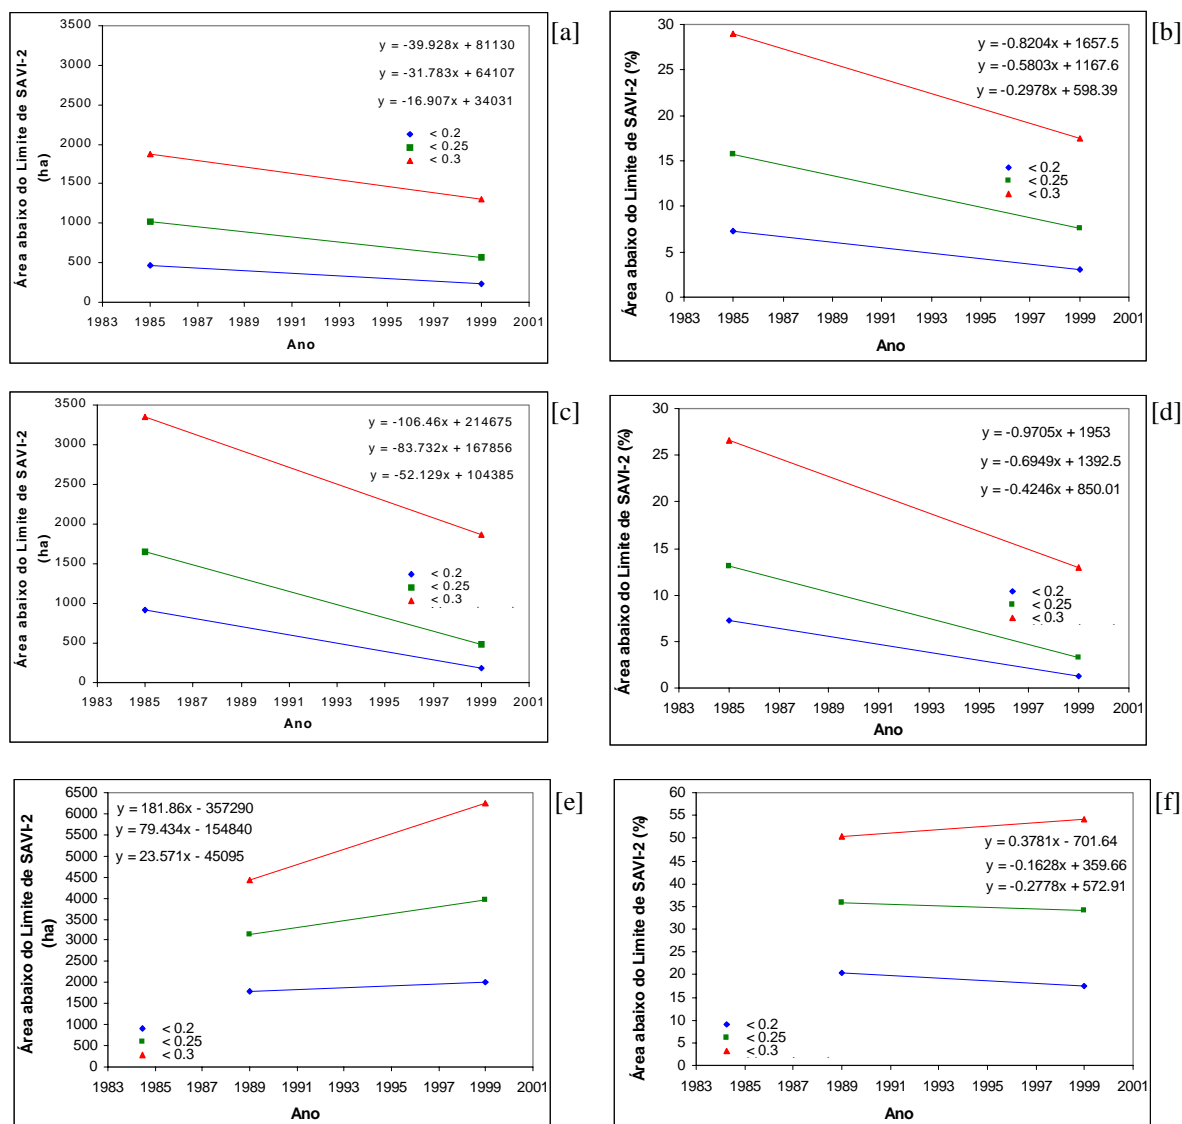 [a]
Área abaixo do Limite de SAVI-2
(ha)
3500
3000
2500
2000
1500
1000
500
0
y = -39.928x + 81130
y = -31.783x + 64107
y = -16.907x + 34031
< 0.2
< 0.25
< 0.3
1983 1985 1987 1989 1991 1993 1995 1997 1999 2001
Ano
[b]
Área abaixo do Limite de SAVI-2 (%)
30
25
20
15
10
5
0
y = -0.8204x + 1657.5
y = -0.5803x + 1167.6
y = -0.2978x + 598.39
< 0.2
< 0.25
< 0.3
1983 1985 1987 1989 1991 1993 1995 1997 1999 2001
Ano
[c]
Área abaixo do Limite de SAVI-2
(ha)
3500
3000
2500
2000
1500
1000
500
0
y = -106.46x + 214675
y = -83.732x + 167856
y = -52.129x + 104385
< 0.2
< 0.25
< 0.3
1983 1985 1987 1989 1991 1993 1995 1997 1999 2001
Ano
[d]
Área abaixo do Limite de SAVI-2 (%)
30
25
20
15
10
5
0
y = -0.9705x + 1953
y = -0.6949x + 1392.5
y = -0.4246x + 850.01
< 0.2
< 0.25
< 0.3
1983 1985 1987 1989 1991 1993 1995 1997 1999 2001
Ano
[e]
Área abaixo do Limite de SAVI-2
(ha)
6500
6000
5500
5000
4500
4000
3500
3000
2500
2000
1500
1000
500
0
y = 181.86x - 357290
y = 79.434x - 154840
y = 23.571x - 45095
< 0.2
< 0.25
< 0.3
1983 1985 1987 1989 1991 1993 1995 1997 1999 2001
Ano
[f]
Área abaixo do Limite de SAVI-2 (%)
60
55
50
45
40
35
30
25
20
15
10
5
0
y = 0.3781x - 701.64
y = -0.1628x + 359.66
y = -0.2778x + 572.91
< 0.2
< 0.25
< 0.3
1983 1985 1987 1989 1991 1993 1995 1997 1999 2001
Ano